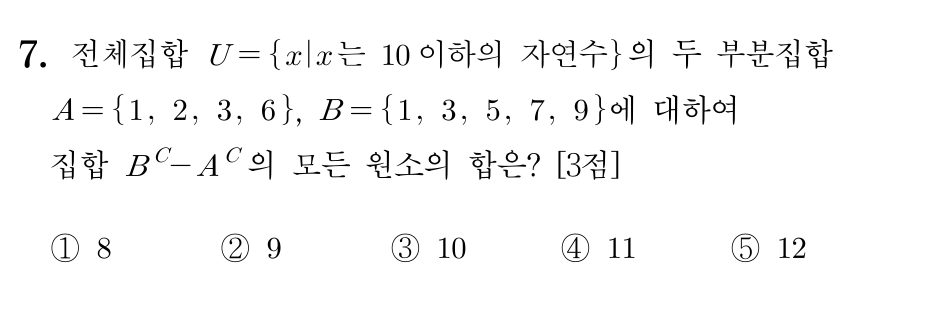 7. 전체집합 U={x|x는 10 이하의 자연수}의 두 부분집합
A={1, 2, 3, 6}, B={1, 3, 5, 7, 9}에 대하여
집합 B^C-A^C의 모든 원소의 합은? [3점]
① 8 ② 9 ③ 10 ④ 11 ⑤ 12